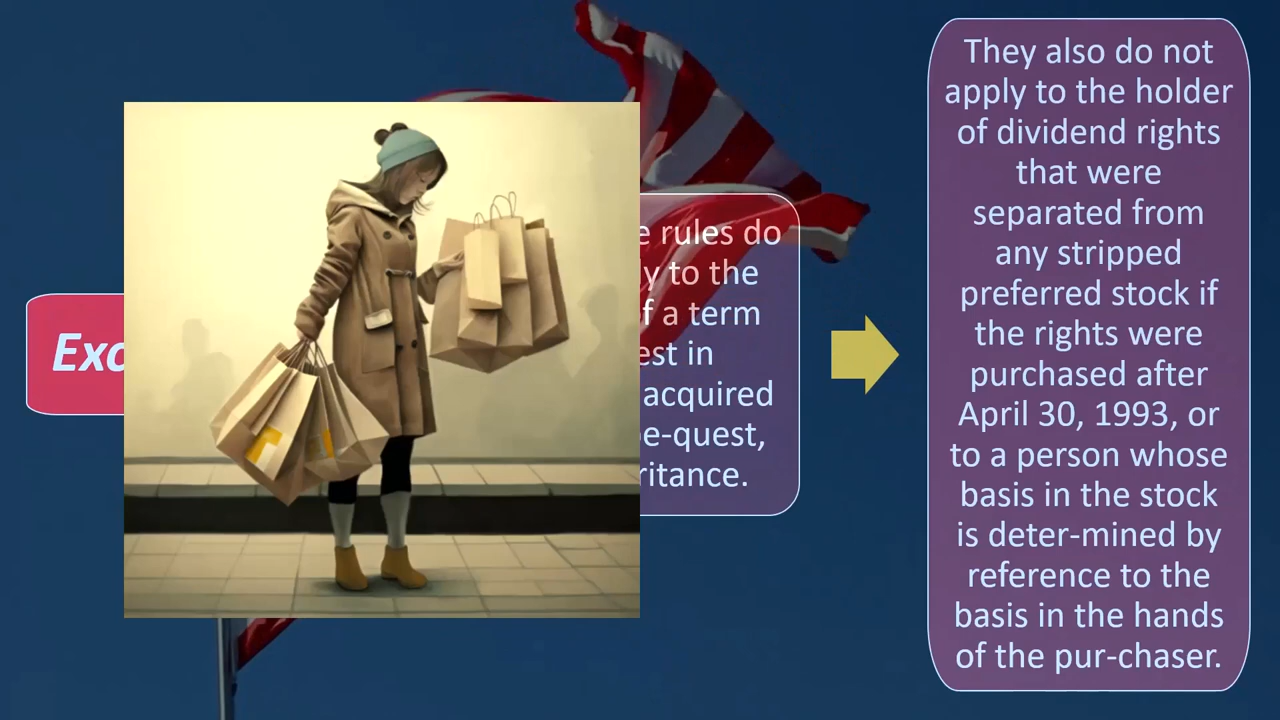 Exc
e rules do
y to the
f a term
est in
acquired
e-quest,
ritance.
They also do not
apply to the holder
of dividend rights
that were
separated from
any stripped
preferred stock if
the rights were
purchased after
April 30, 1993, or
to a person whose
basis in the stock
is deter-mined by
reference to the
basis in the hands
of the pur-chaser.